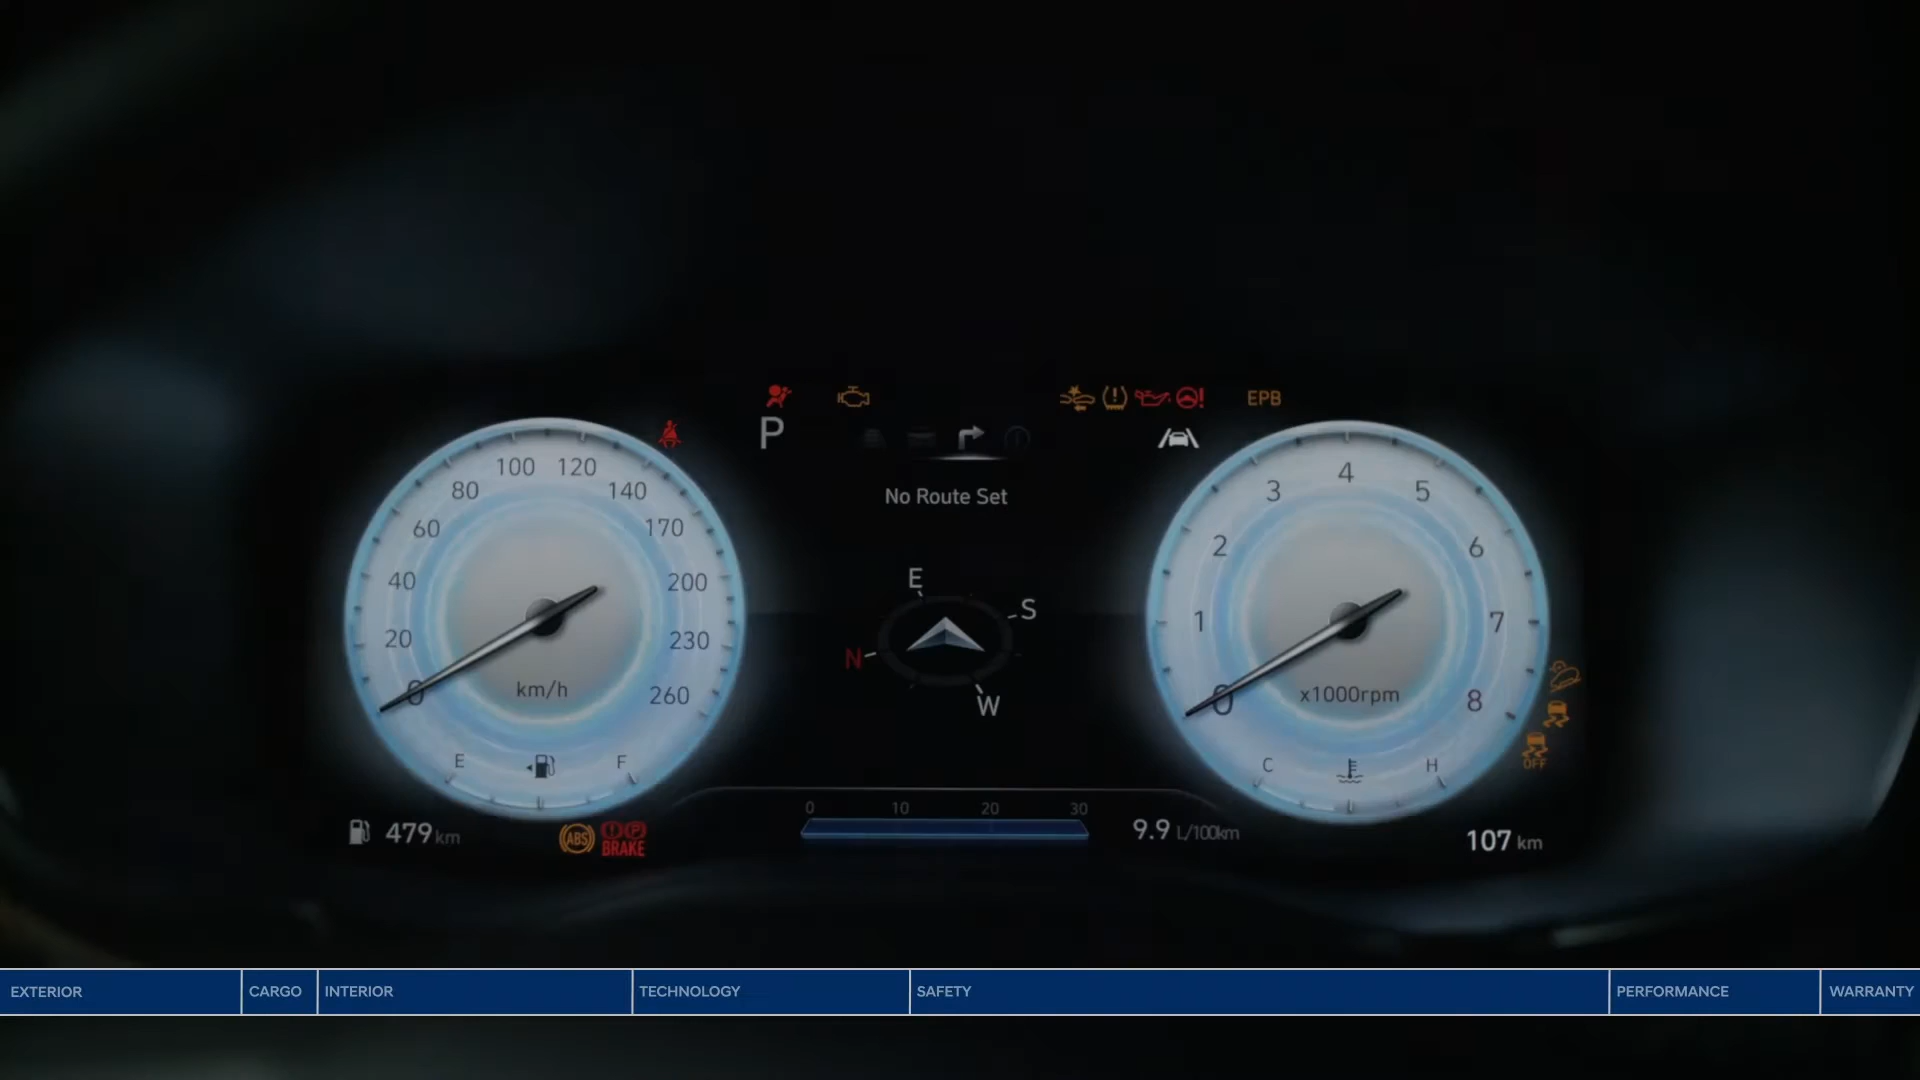 EPB
P
No Route Set
0
20
40
60
80
100
120
140
170
200
230
260
km/h
E
F
E
S
N
W
0
1
2
3
4
5
6
7
8
x1000rpm
C
H
OFF
479 km
ABS
P
BRAKE
0 10 20 30
9.9 L/100km
107 km
EXTERIOR CARGO INTERIOR TECHNOLOGY SAFETY PERFORMANCE WARRANTY